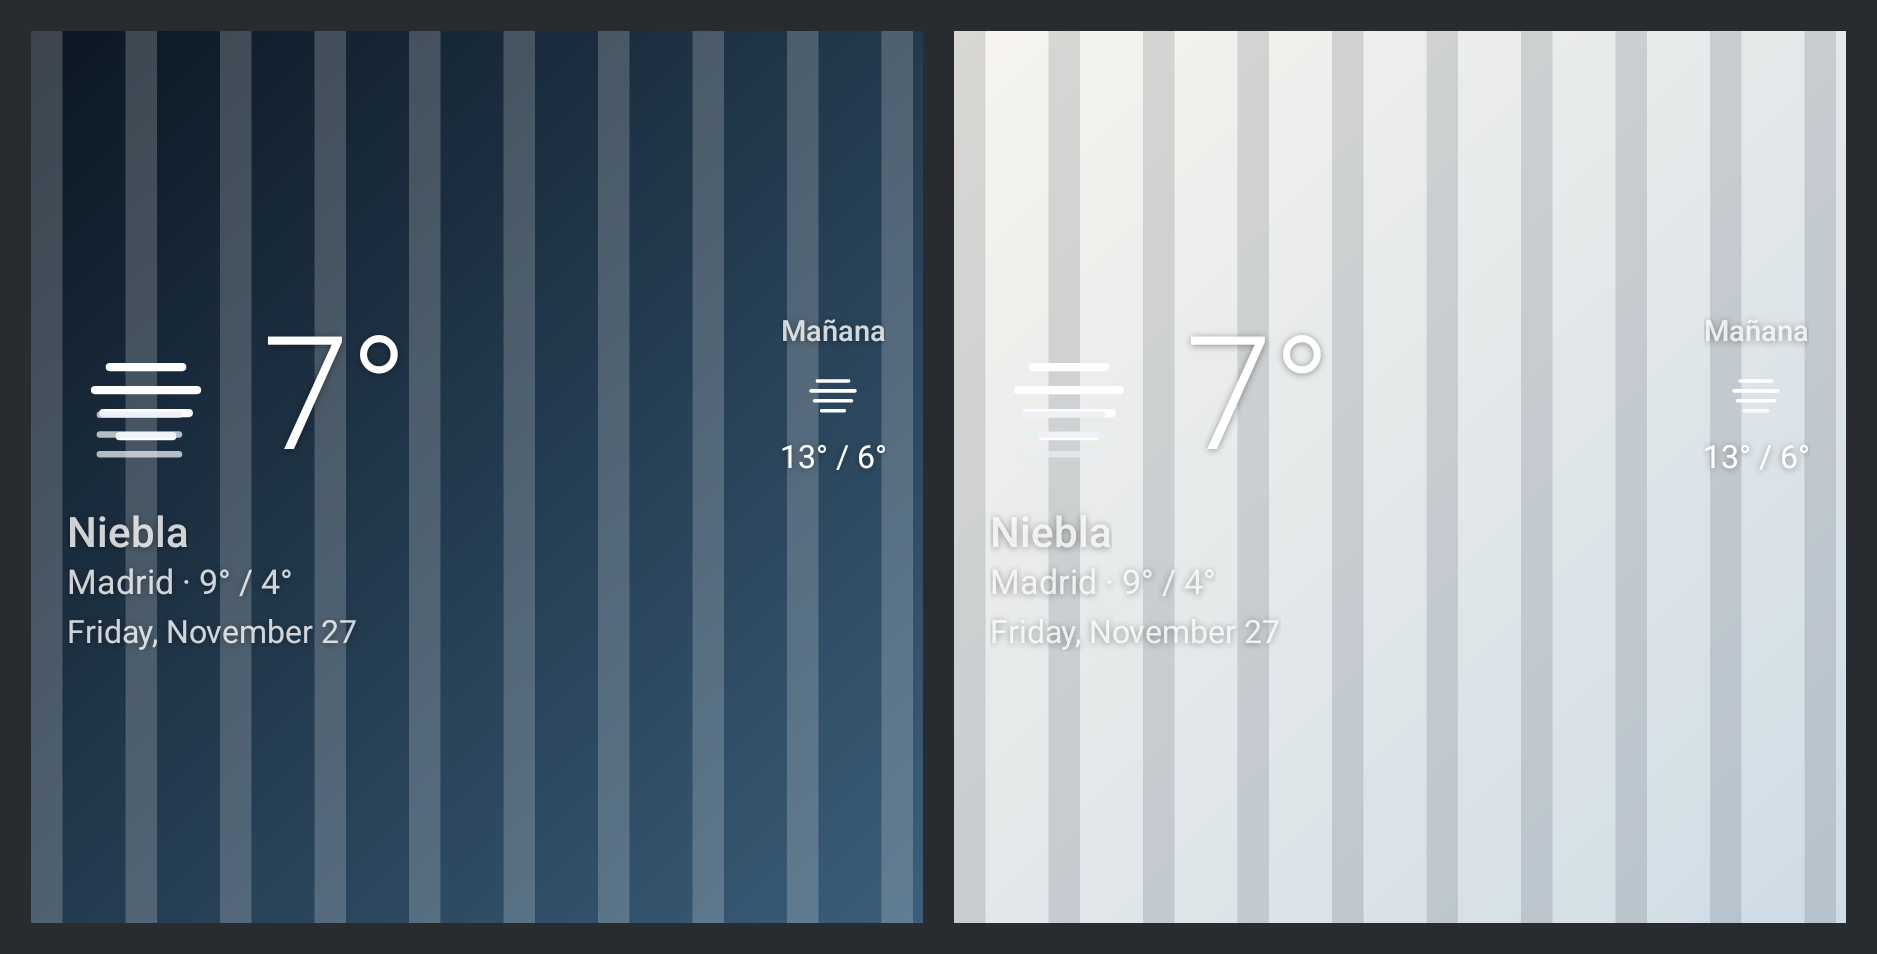 7°
Mañana
13° / 6°
Niebla
Madrid · 9° / 4°
Friday, November 27
7°
Mañana
13° / 6°
Niebla
Madrid · 9° / 4°
Friday, November 27